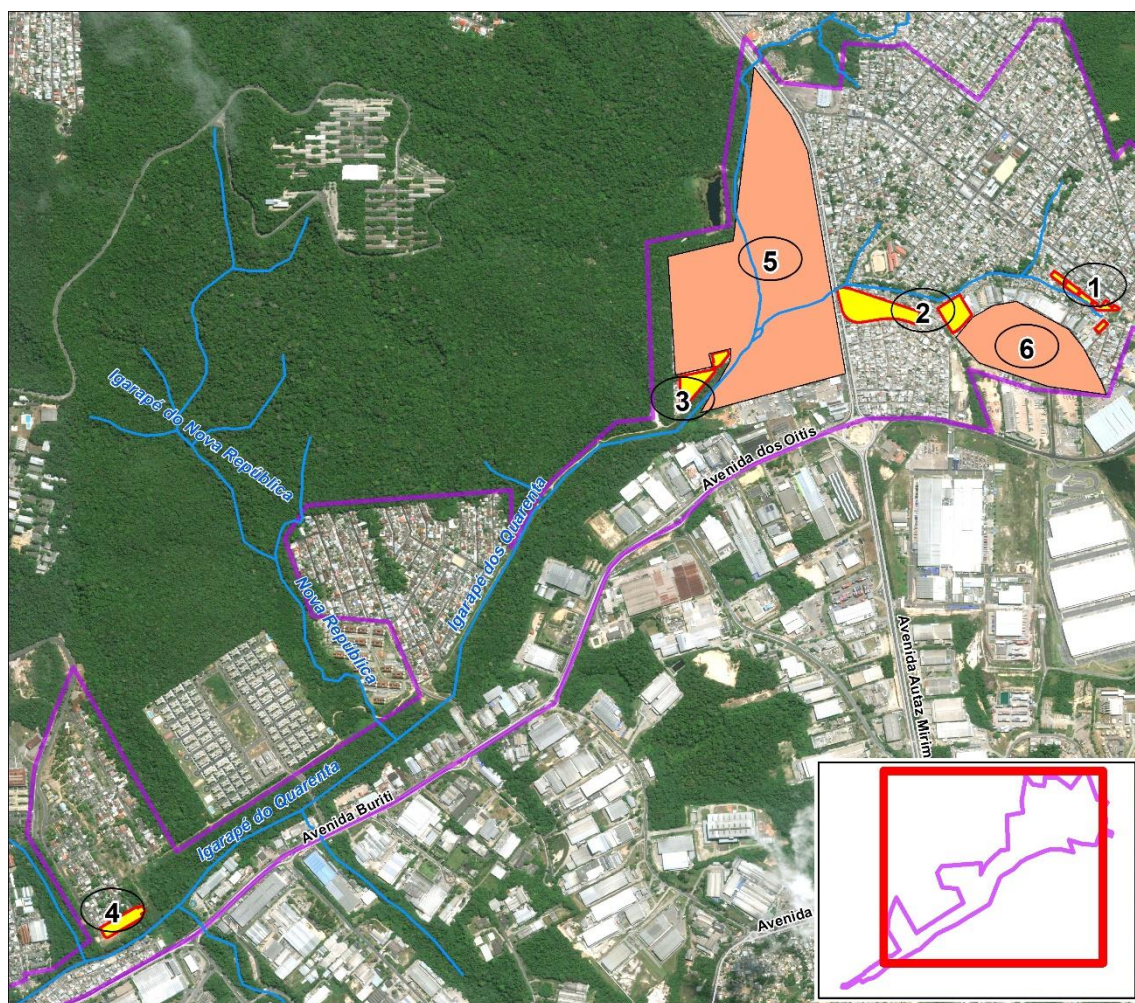 5
1
2
6
3
Igarapé do Nova República
Avenida dos Oitis
Igarapé dos Quarenta
Nova República
Avenida Autaz Mirim
Igarapé do Quarenta
Avenida Buriti
4
Avenida